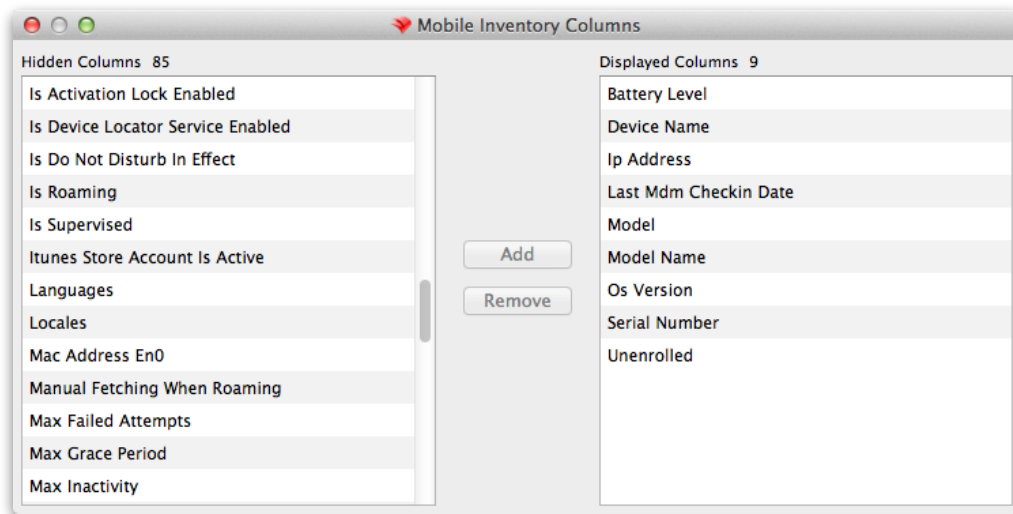 Mobile Inventory Columns
Hidden Columns 85
Is Activation Lock Enabled
Is Device Locator Service Enabled
Is Do Not Disturb In Effect
Is Roaming
Is Supervised
Itunes Store Account Is Active
Languages
Locales
Mac Address En0
Manual Fetching When Roaming
Max Failed Attempts
Max Grace Period
Max Inactivity
Add
Remove
Displayed Columns 9
Battery Level
Device Name
Ip Address
Last Mdm Checkin Date
Model
Model Name
Os Version
Serial Number
Unenrolled